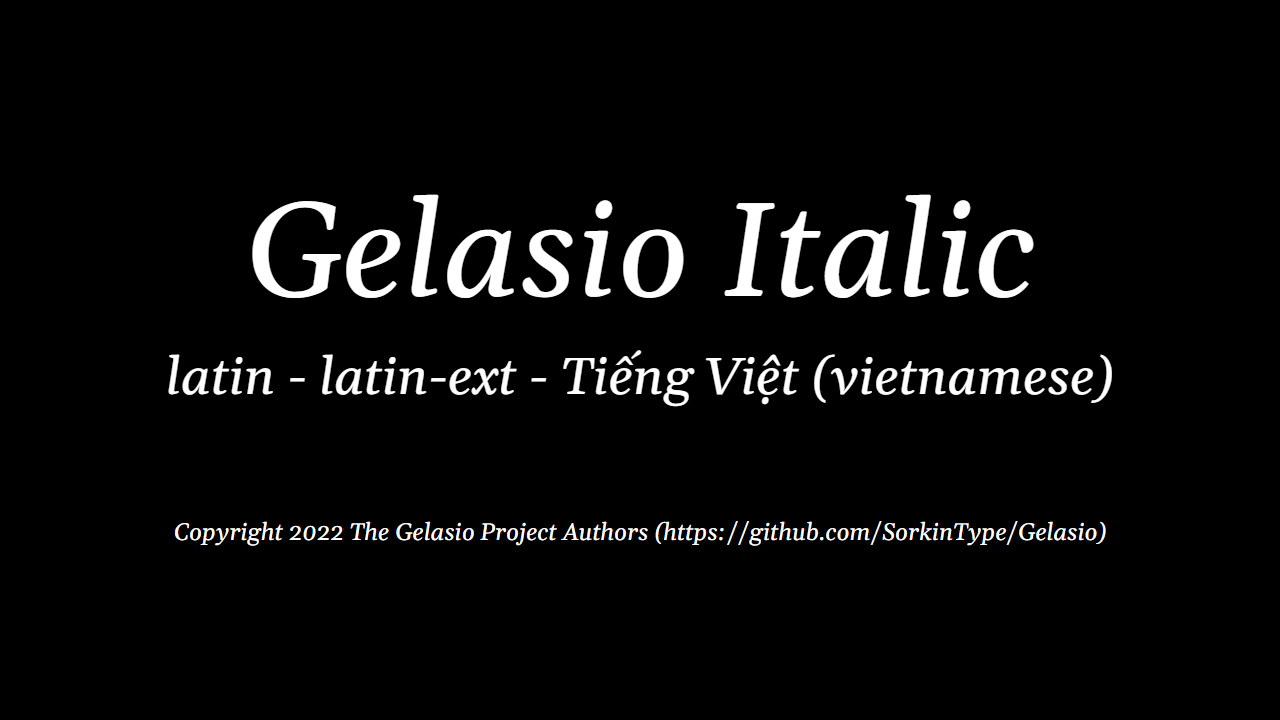 Gelasio Italic
latin - latin-ext - Tiếng Việt (vietnamese)
Copyright 2022 The Gelasio Project Authors (https://github.com/SorkinType/Gelasio)